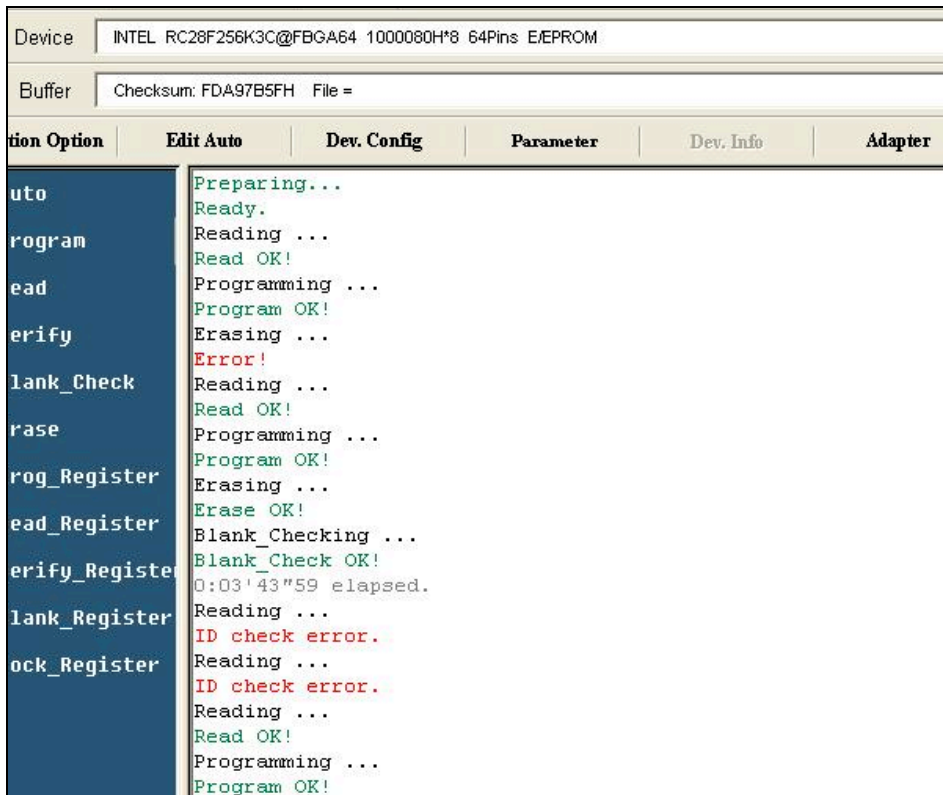 Device INTEL RC28F256K3C@FBGA64 1000080H*8 64Pins E/EPROM
Buffer Checksum: FDA97B5FH File =
tion Option Edit Auto Dev. Config Parameter Dev. Info Adapter
uto
rogram
ead
erify
lank_Check
rase
rog_Register
ead_Register
erify_Register
lank_Register
ock_Register
Preparing...
Ready.
Reading ...
Read OK!
Programming ...
Program OK!
Erasing ...
Error!
Reading ...
Read OK!
Programming ...
Program OK!
Erasing ...
Erase OK!
Blank_Checking ...
Blank_Check OK!
0:03'43"59 elapsed.
Reading ...
ID check error.
Reading ...
ID check error.
Reading ...
Read OK!
Programming ...
Program OK!